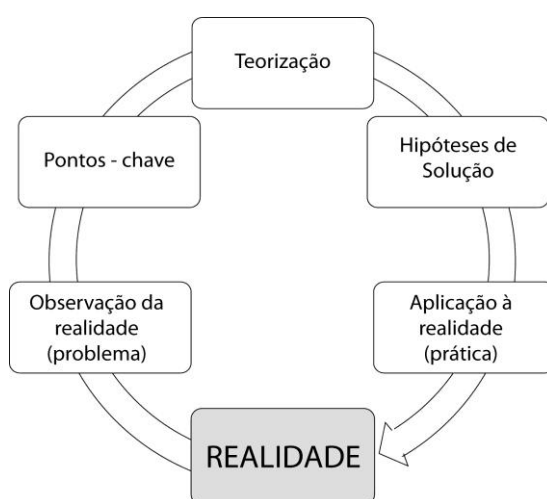 Teorização
Pontos - chave
Hipóteses de
Solução
Observação da
realidade
(problema)
Aplicação à
realidade
(prática)
REALIDADE